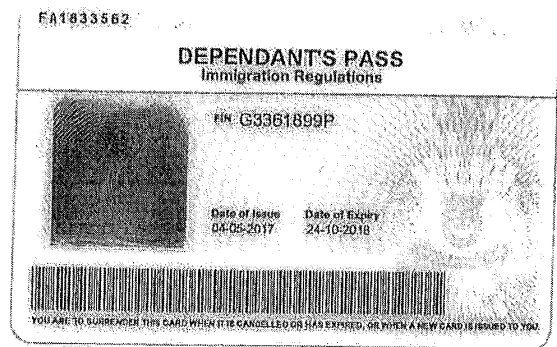 FA1833562
DEPENDANT'S PASS
Immigration Regulations
FIN G3361899P
Date of Issue Date of Expiry
04-05-2017 24-10-2018
YOU ARE TO SURRENDER THIS CARD WHEN IT IS CANCELLED OR HAS EXPIRED, OR WHEN A NEW CARD IS ISSUED TO YOU.